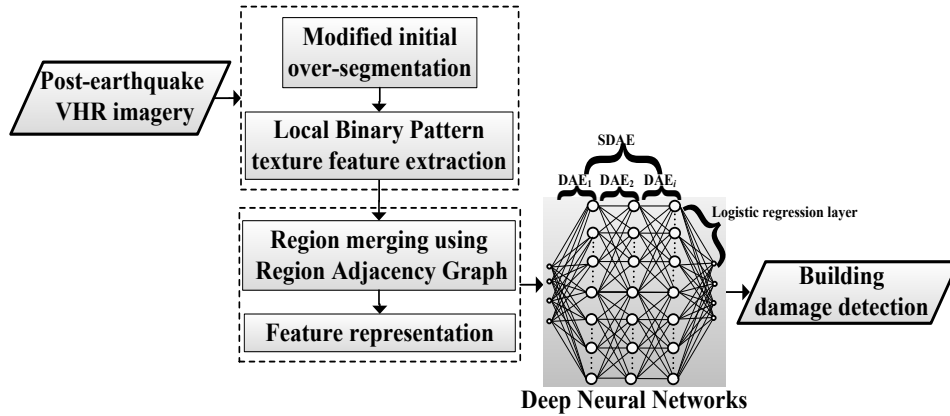 Post-earthquake
VHR imagery
Modified initial
over-segmentation
Local Binary Pattern
texture feature extraction
Region merging using
Region Adjacency Graph
Feature representation
SDAE
DAE1 DAE2 DAEi
Logistic regression layer
Deep Neural Networks
Building
damage detection